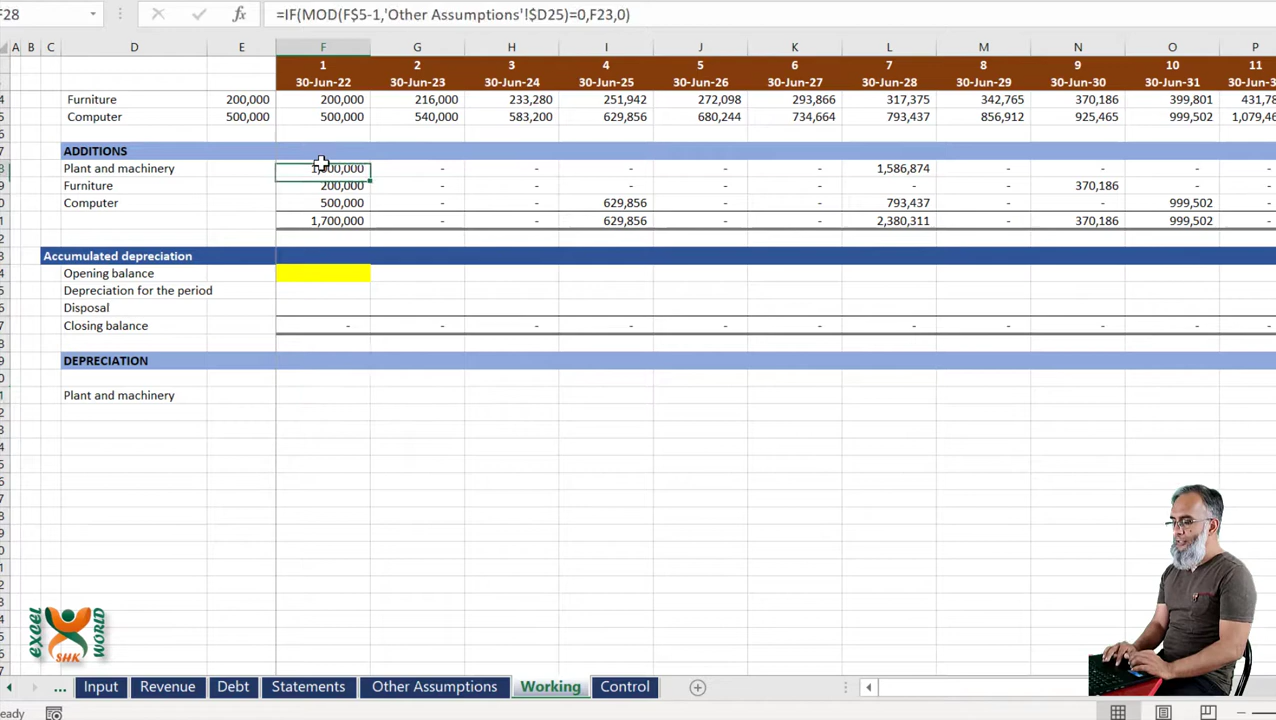 F28 =IF(MOD(F$5-1,'Other Assumptions'!$D25)=0,F23,0)
A B C D E F G H I J K L M N O P
1 2 3 4 5 6 7 8 9 10 11
30-Jun-22 30-Jun-23 30-Jun-24 30-Jun-25 30-Jun-26 30-Jun-27 30-Jun-28 30-Jun-29 30-Jun-30 30-Jun-31
Furniture 200,000 200,000 216,000 233,280 251,942 272,098 293,866 317,375 342,765 370,186 399,801
Computer 500,000 500,000 540,000 583,200 629,856 680,244 734,664 793,437 856,912 925,465 999,502
ADDITIONS
Plant and machinery - - - - - 1,586,874 - - -
Furniture 200,000 - - - - - - - 370,186 -
Computer 500,000 - - 629,856 - - 793,437 - - 999,502
1,700,000 - - 629,856 - - 2,380,311 - 370,186 999,502
Accumulated depreciation
Opening balance
Depreciation for the period
Disposal
Closing balance - - - - - - - - - -
DEPRECIATION
Plant and machinery
EXCEL WORLD
SHK
... Input Revenue Debt Statements Other Assumptions Working Control